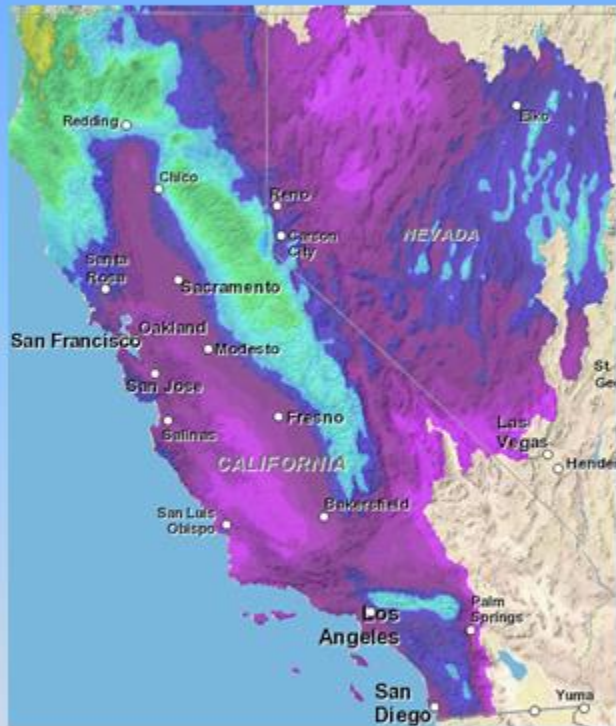 Redding
Chico
Elko
Reno
Carson
City
NEVADA
Santa
Rosa
Sacramento
San Francisco
Oakland
Modesto
San Jose
Fresno
Salinas
CALIFORNIA
St.
Las
Vegas
San Luis
Obispo
Bakersfield
Los
Angeles
Palm
Springs
San
Diego
Yuma